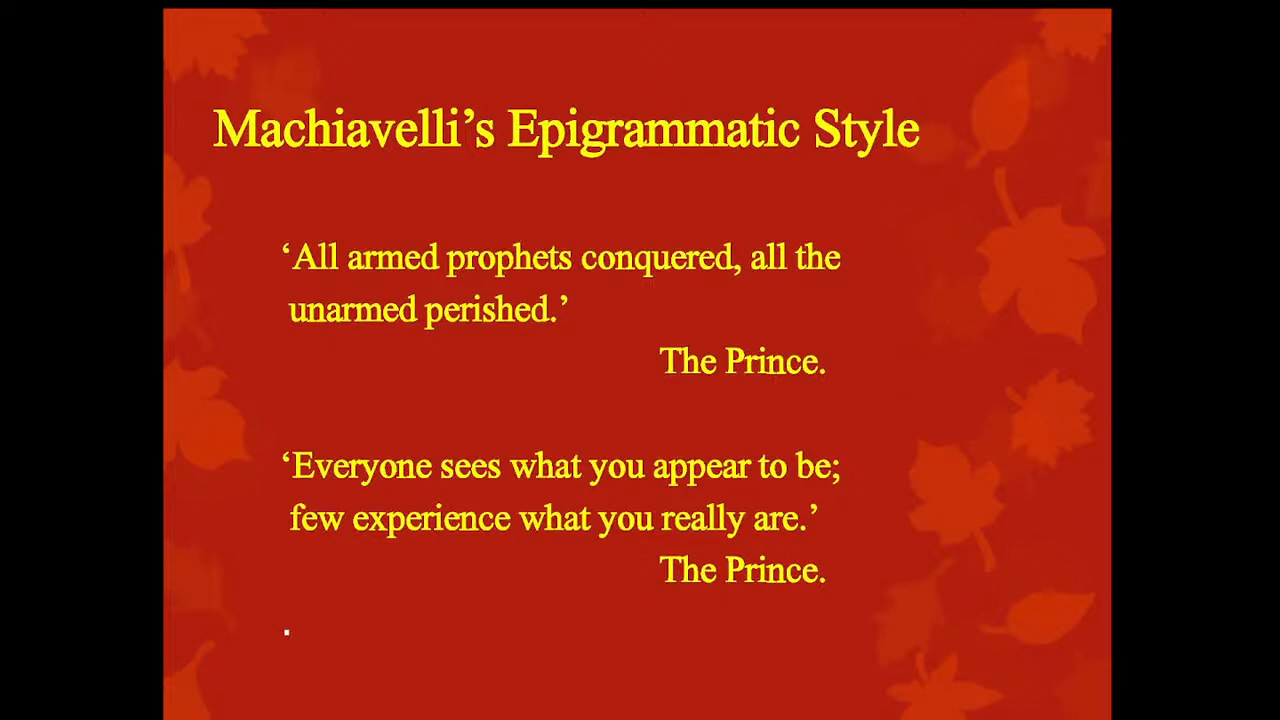 Machiavelli’s Epigrammatic Style
‘All armed prophets conquered, all the
unarmed perished.’
The Prince.
‘Everyone sees what you appear to be;
few experience what you really are.’
The Prince.
.